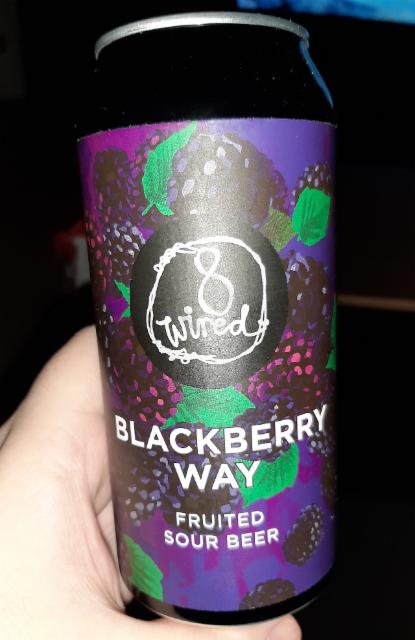 8
wired
BLACKBERRY
WAY
FRUITED
SOUR BEER